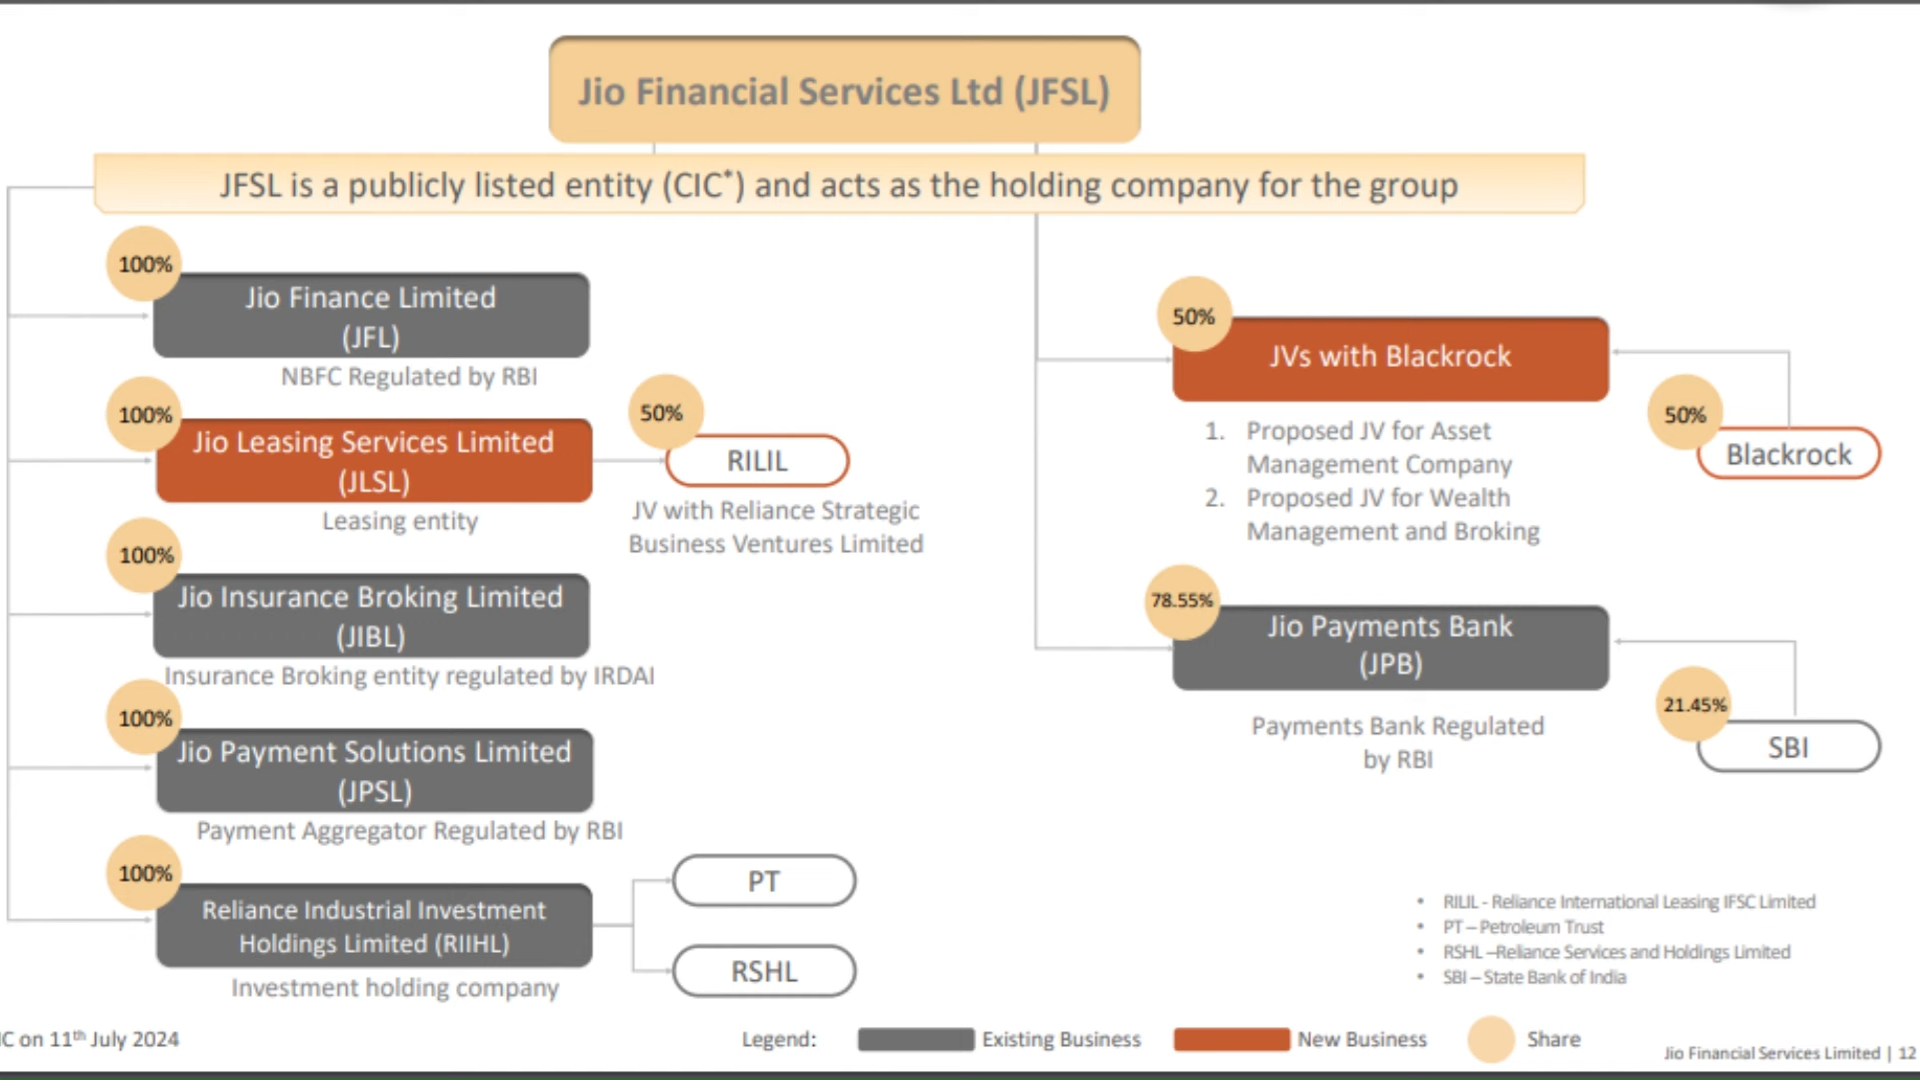 Jio Financial Services Ltd (JFSL)
JFSL is a publicly listed entity (CIC*) and acts as the holding company for the group
100%
Jio Finance Limited
(JFL)
NBFC Regulated by RBI
100%
Jio Leasing Services Limited
(JLSL)
Leasing entity
50%
RILIL
JV with Reliance Strategic
Business Ventures Limited
100%
Jio Insurance Broking Limited
(JIBL)
Insurance Broking entity regulated by IRDAI
100%
Jio Payment Solutions Limited
(JPSL)
Payment Aggregator Regulated by RBI
100%
Reliance Industrial Investment
Holdings Limited (RIIHL)
Investment holding company
PT
RSHL
50%
JVs with Blackrock
50%
Blackrock
1. Proposed JV for Asset
Management Company
2. Proposed JV for Wealth
Management and Broking
78.55%
Jio Payments Bank
(JPB)
21.45%
SBI
Payments Bank Regulated
by RBI
• RILIL - Reliance International Leasing IFSC Limited
• PT – Petroleum Trust
• RSHL –Reliance Services and Holdings Limited
• SBI – State Bank of India
IC on 11th July 2024
Legend: Existing Business New Business Share
Jio Financial Services Limited | 12